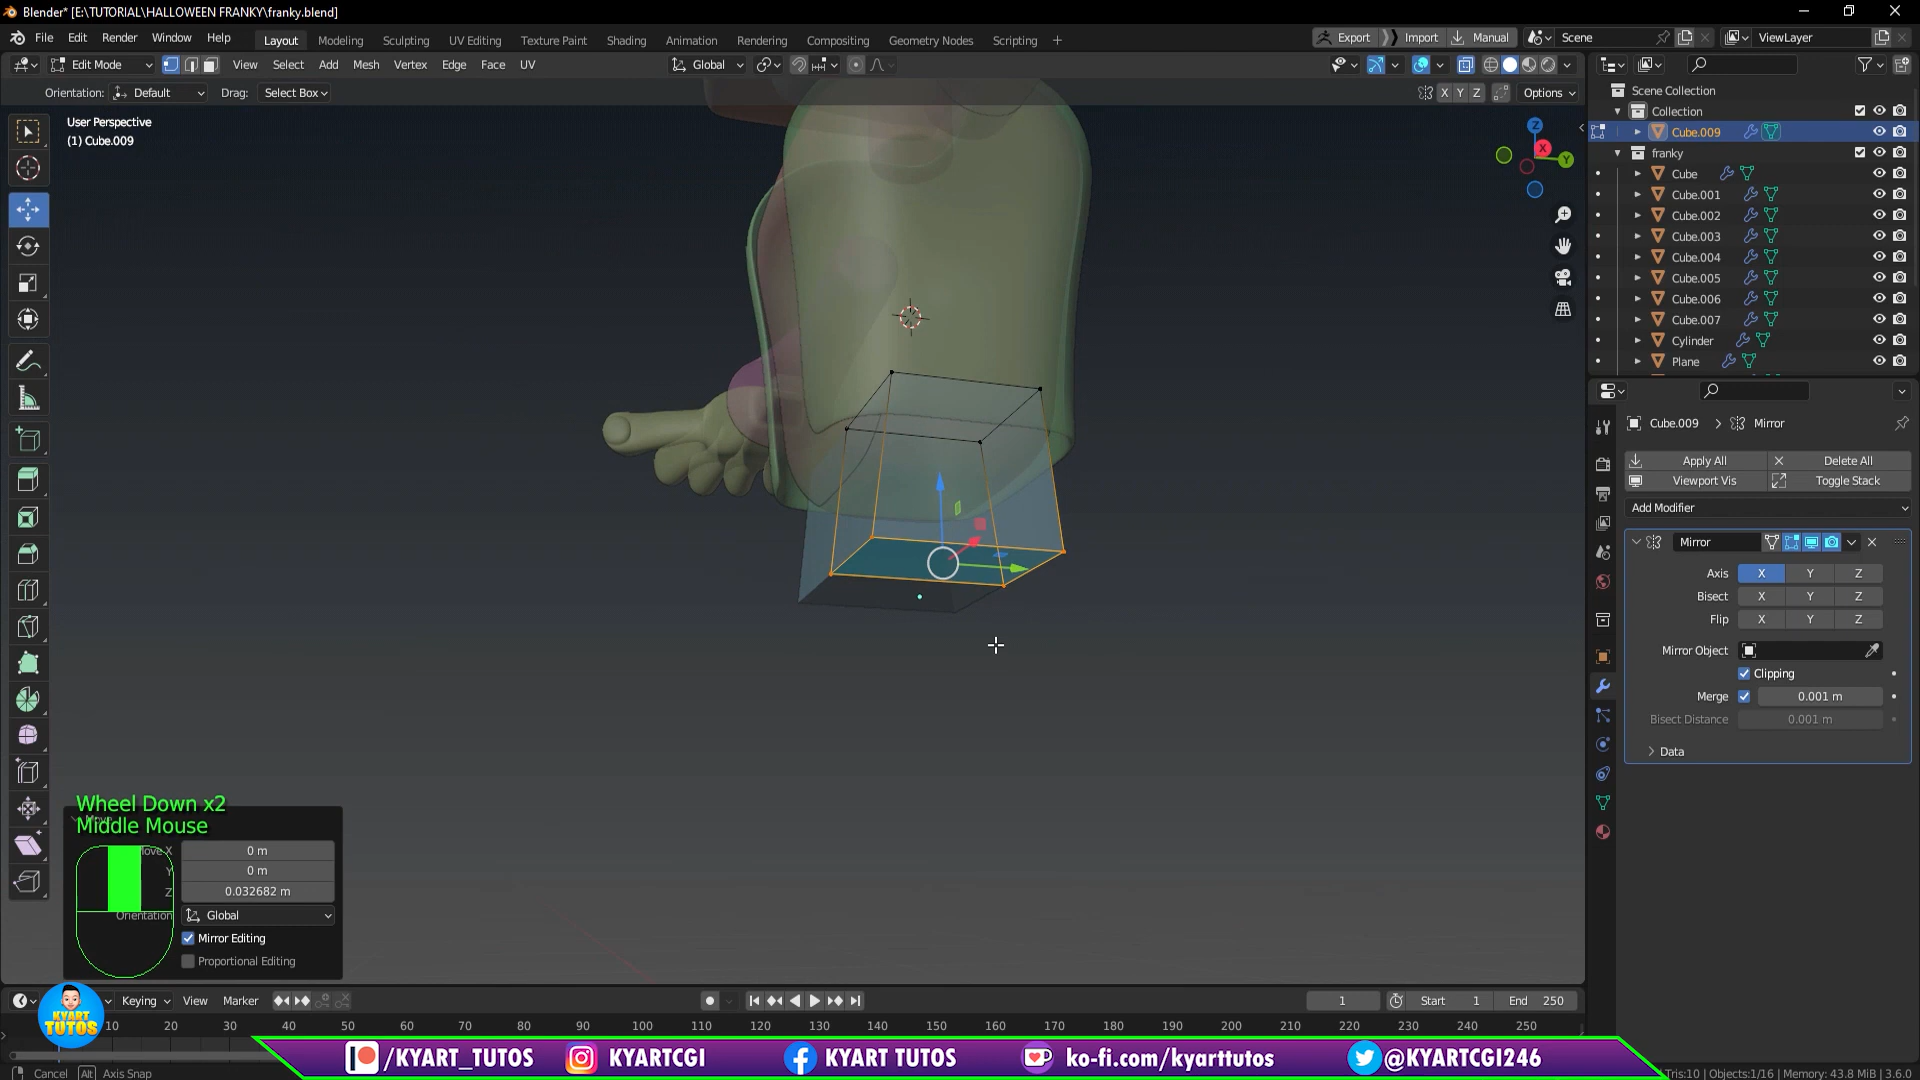 Blender* [E:\TUTORIAL\HALLOWEEN FRANKY\franky.blend]
File Edit Render Window Help
Layout Modeling Sculpting UV Editing Texture Paint Shading Animation Rendering Compositing Geometry Nodes Scripting +
Export Import Manual Scene ViewLayer
Edit Mode View Select Add Mesh Vertex Edge Face UV
Global
Orientation: Default Drag: Select Box
X Y Z Options
User Perspective
(1) Cube.009
Z X Y
Scene Collection
Collection
Cube.009
franky
Cube
Cube.001
Cube.002
Cube.003
Cube.004
Cube.005
Cube.006
Cube.007
Cylinder
Plane
Cube.009 > Mirror
Apply All Delete All
Viewport Vis Toggle Stack
Add Modifier
Mirror
Axis X Y Z
Bisect X Y Z
Flip X Y Z
Mirror Object
Clipping
Merge 0.001 m
Bisect Distance 0.001 m
Data
Wheel Down x2
Middle Mouse
Move X 0 m
Y 0 m
Z 0.032682 m
Orientation Global
Mirror Editing
Proportional Editing
Keying View Marker
1 Start 1 End 250
KYART TUTOS
10 20 30 40 50 60 70 80 90 100 110 120 130 140 150 160 170 180 190 200 210 220 230 240 250
/KYART_TUTOS KYARTCGI KYART TUTOS ko-fi.com/kyarttutos @KYARTCGI246
Cancel Alt Axis Snap
Tris:10 | Objects:1/16 | Memory: 43.8 MiB | 3.6.0